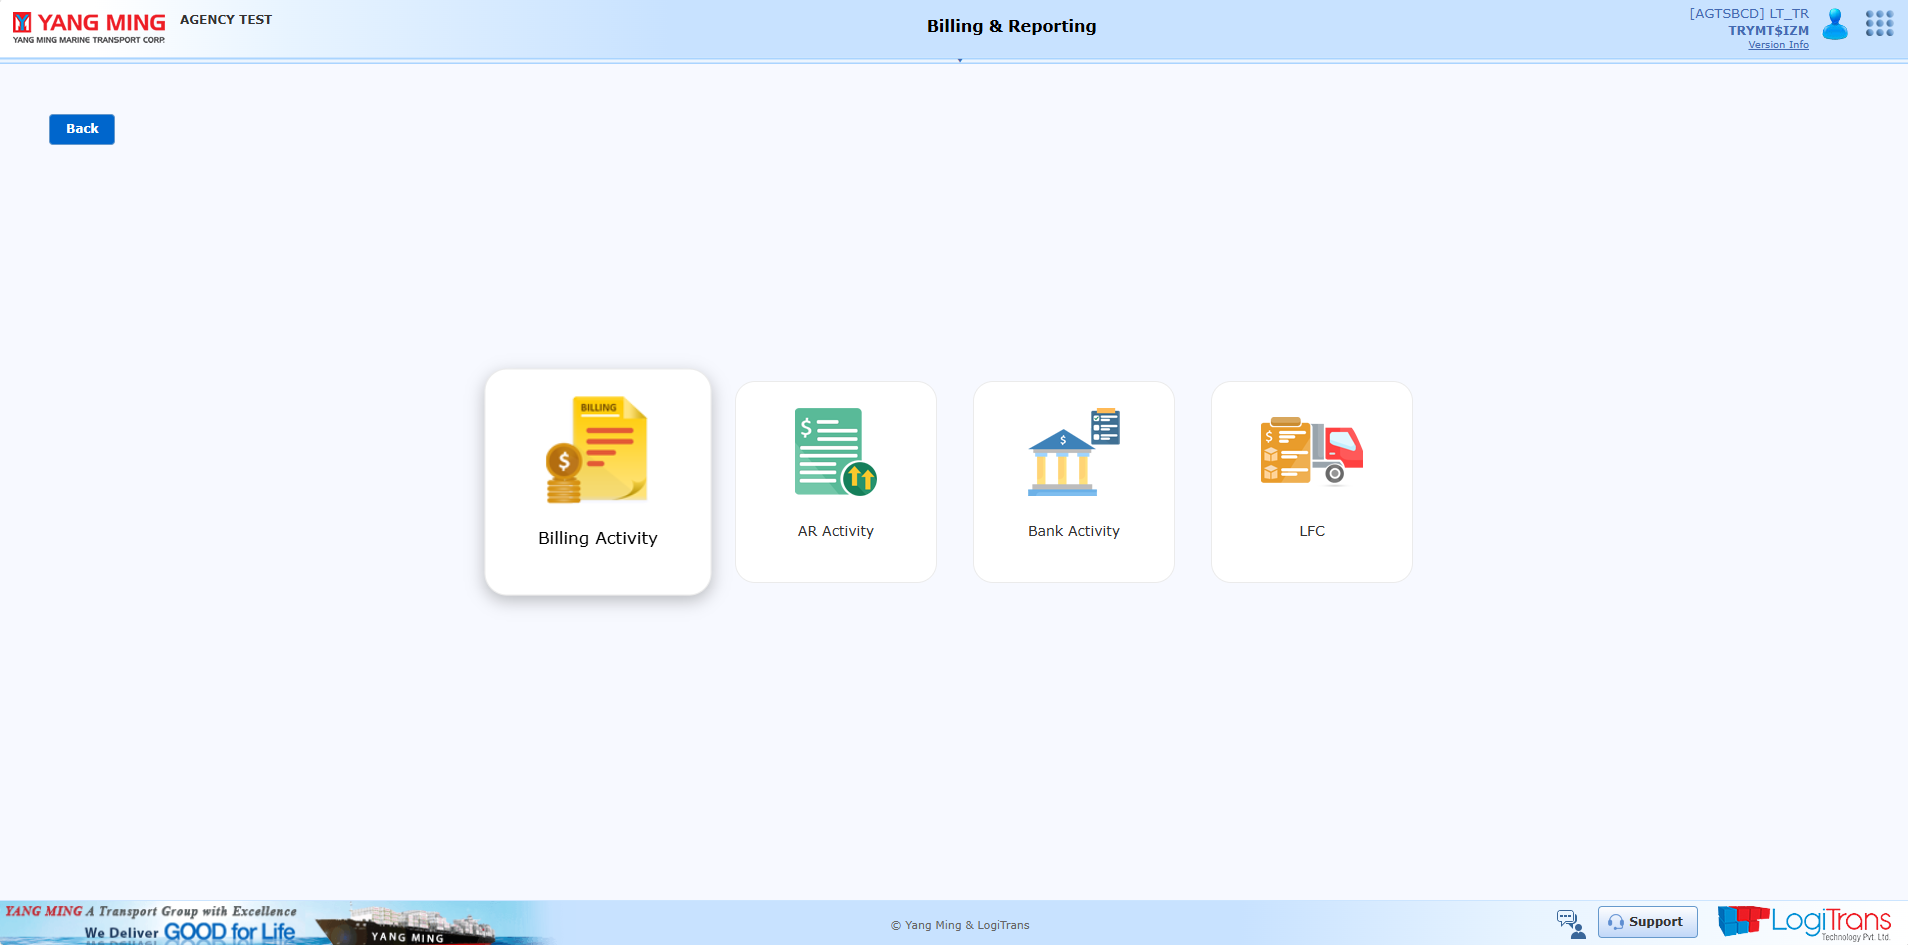 YANG MING
YANG MING MARINE TRANSPORT CORP.
AGENCY TEST
Billing & Reporting
[AGTSBCD] LT_TR
TRYMT$IZM
Version Info
Back
BILLING
$
Billing Activity
$
AR Activity
$
Bank Activity
$
LFC
YANG MING A Transport Group with Excellence
We Deliver GOOD for Life
YANG MING
© Yang Ming & LogiTrans
Support
LogiTrans
Technology Pvt. Ltd.